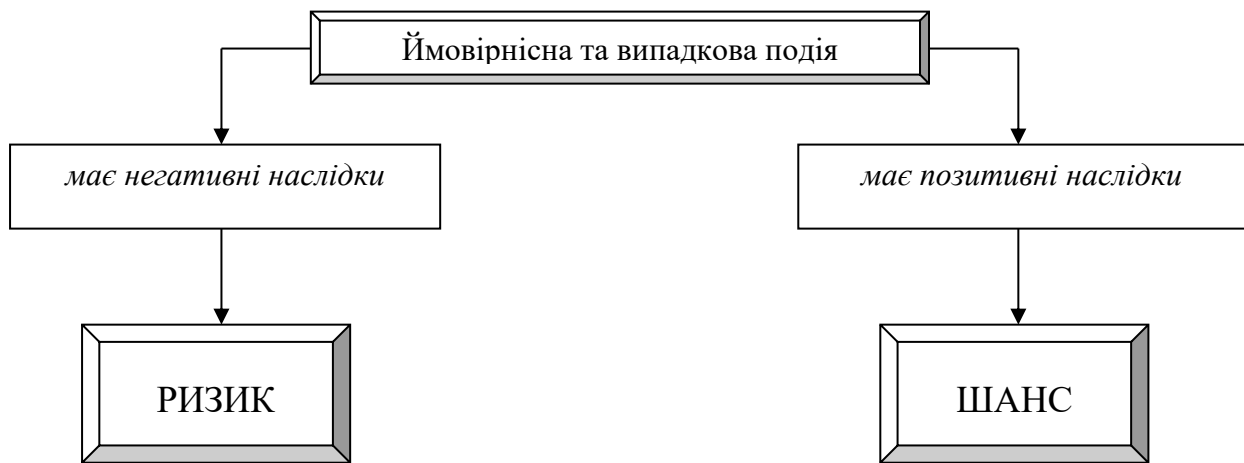 Ймовірнісна та випадкова подія
має негативні наслідки
має позитивні наслідки
РИЗИК
ШАНС